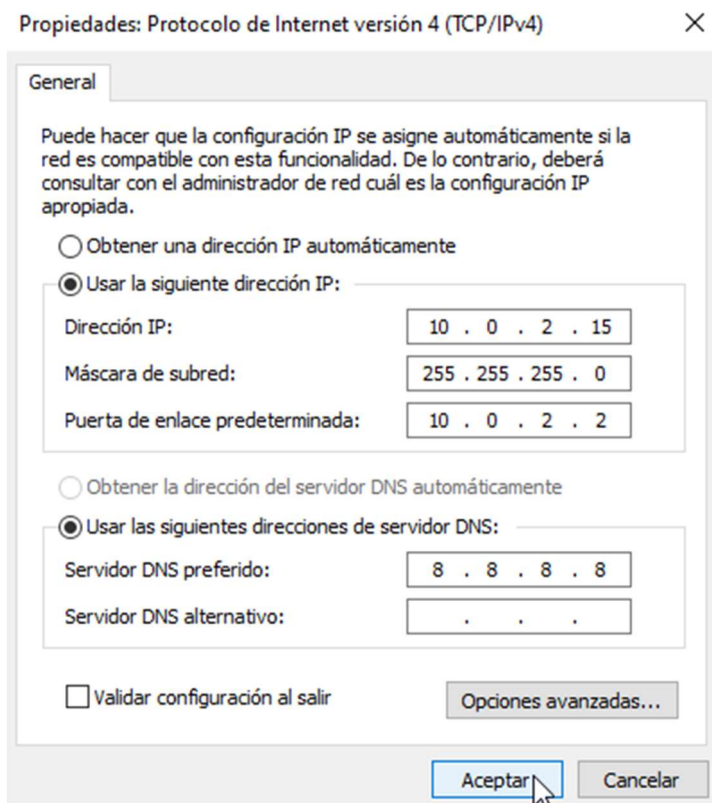 Propiedades: Protocolo de Internet versión 4 (TCP/IPv4)
General
Puede hacer que la configuración IP se asigne automáticamente si la
red es compatible con esta funcionalidad. De lo contrario, deberá
consultar con el administrador de red cuál es la configuración IP
apropiada.
Obtener una dirección IP automáticamente
Usar la siguiente dirección IP:
Dirección IP: 10 . 0 . 2 . 15
Máscara de subred: 255 . 255 . 255 . 0
Puerta de enlace predeterminada: 10 . 0 . 2 . 2
Obtener la dirección del servidor DNS automáticamente
Usar las siguientes direcciones de servidor DNS:
Servidor DNS preferido: 8 . 8 . 8 . 8
Servidor DNS alternativo: . . .
Validar configuración al salir Opciones avanzadas...
Aceptar Cancelar